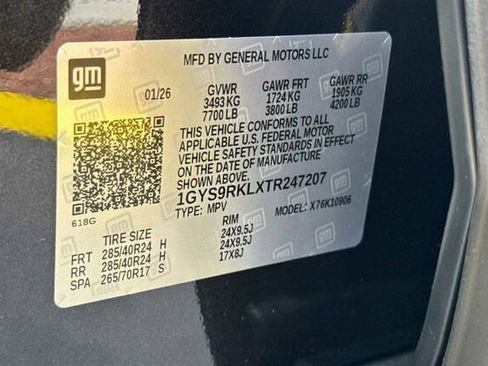 gm
MFD BY GENERAL MOTORS LLC
01/26
GVWR GAWR FRT GAWR RR
3493 KG 1724 KG 1905 KG
7700 LB 3800 LB 4200 LB
THIS VEHICLE CONFORMS TO ALL
APPLICABLE U.S. FEDERAL MOTOR
VEHICLE SAFETY STANDARDS IN EFFECT
ON THE DATE OF MANUFACTURE
1GYS9RKLXTR247207
TYPE: MPV MODEL: X76K10906
618G
TIRE SIZE RIM
FRT 285/40R24 H 24X9.5J
RR 285/40R24 H 24X9.5J
SPA 265/70R17 S 17X8J